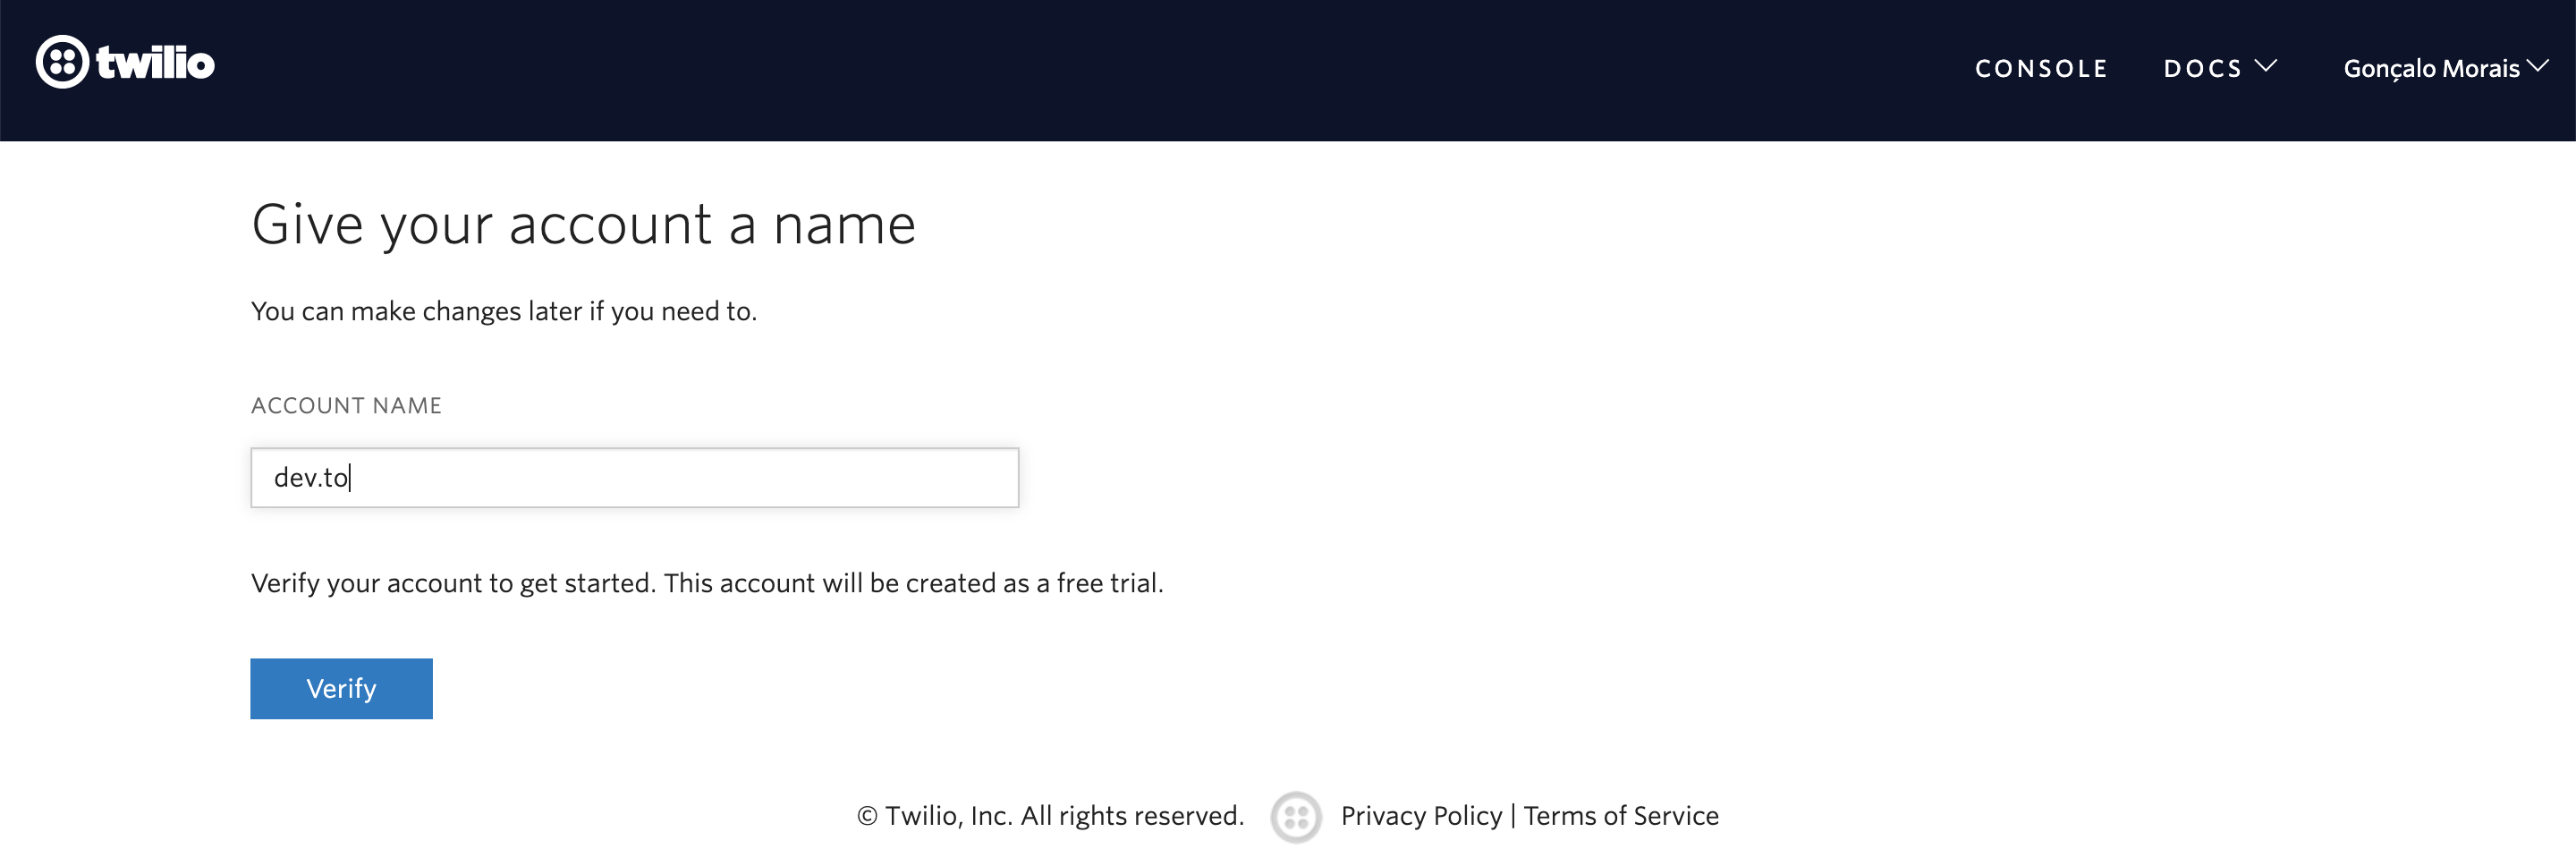 twilio
CONSOLE DOCS Gonçalo Morais
Give your account a name
You can make changes later if you need to.
ACCOUNT NAME
dev.to
Verify your account to get started. This account will be created as a free trial.
Verify
© Twilio, Inc. All rights reserved. Privacy Policy | Terms of Service